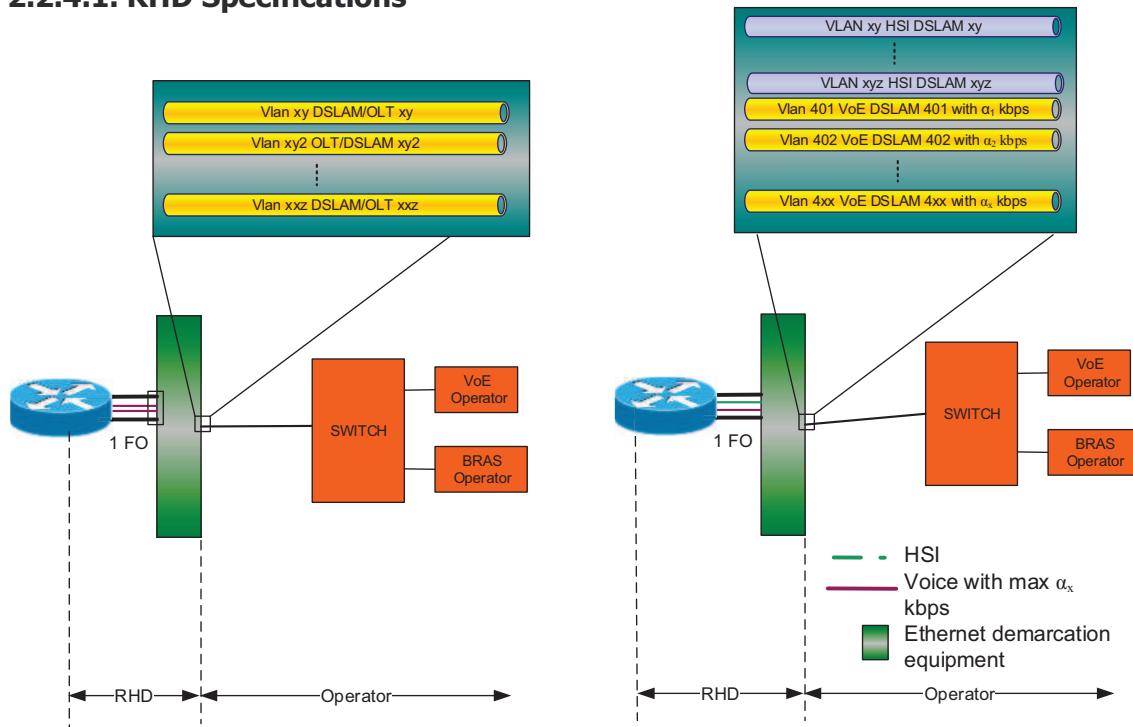 2.2.4.1. RHD Specifications
Vlan xy DSLAM/OLT xy
Vlan xy2 OLT/DSLAM xy2
Vlan xxz DSLAM/OLT xxz
1 FO
SWITCH
VoE
Operator
BRAS
Operator
RHD
Operator
VLAN xy HSI DSLAM xy
VLAN xyz HSI DSLAM xyz
Vlan 401 VoE DSLAM 401 with α₁ kbps
Vlan 402 VoE DSLAM 402 with α₂ kbps
Vlan 4xx VoE DSLAM 4xx with αₓ kbps
1 FO
SWITCH
VoE
Operator
BRAS
Operator
HSI
Voice with max αₓ
kbps
Ethernet demarcation
equipment
RHD
Operator